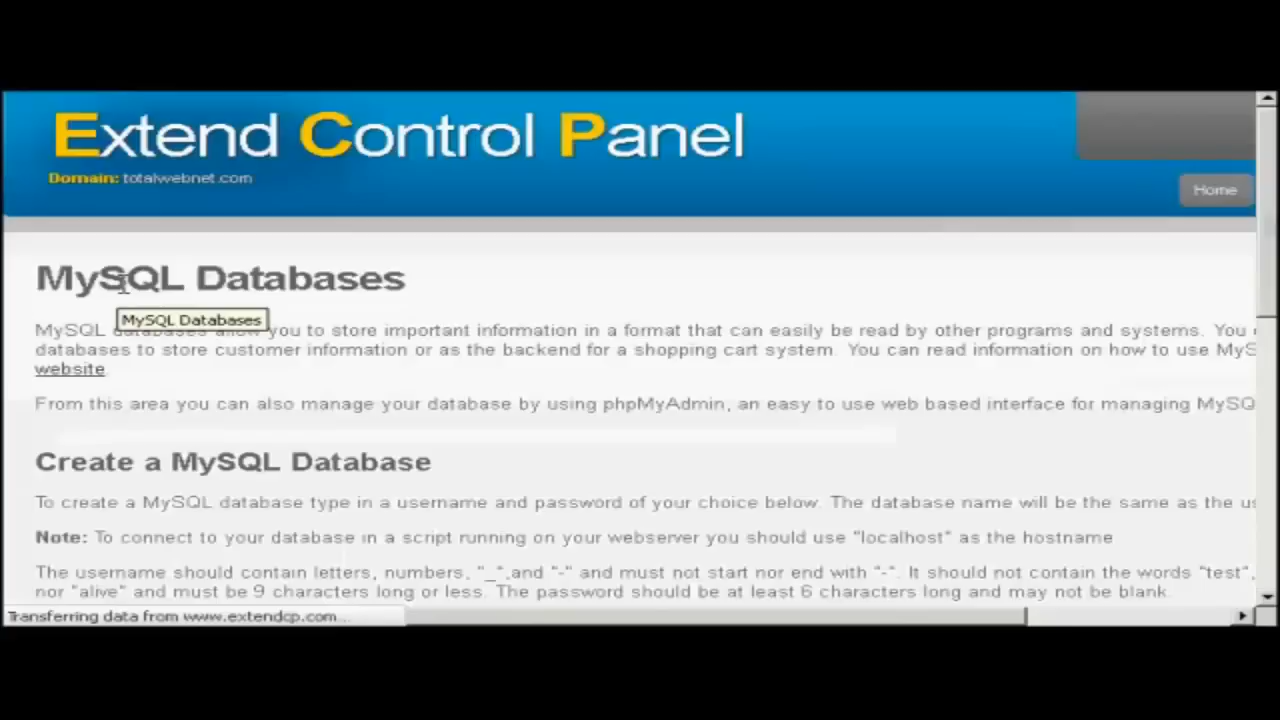 Extend Control Panel
Domain: totalwebnet.com
Home
MySQL Databases
MySQL Databases
MySQL databases allow you to store important information in a format that can easily be read by other programs and systems. You
databases to store customer information or as the backend for a shopping cart system. You can read information on how to use MyS
website
From this area you can also manage your database by using phpMyAdmin, an easy to use web based interface for managing MySQ
Create a MySQL Database
To create a MySQL database type in a username and password of your choice below. The database name will be the same as the us
Note: To connect to your database in a script running on your webserver you should use "localhost" as the hostname
The username should contain letters, numbers, "_",and "-" and must not start nor end with "-". It should not contain the words "test",
nor "alive" and must be 9 characters long or less. The password should be at least 6 characters long and may not be blank.
Transferring data from www.extendcp.com...